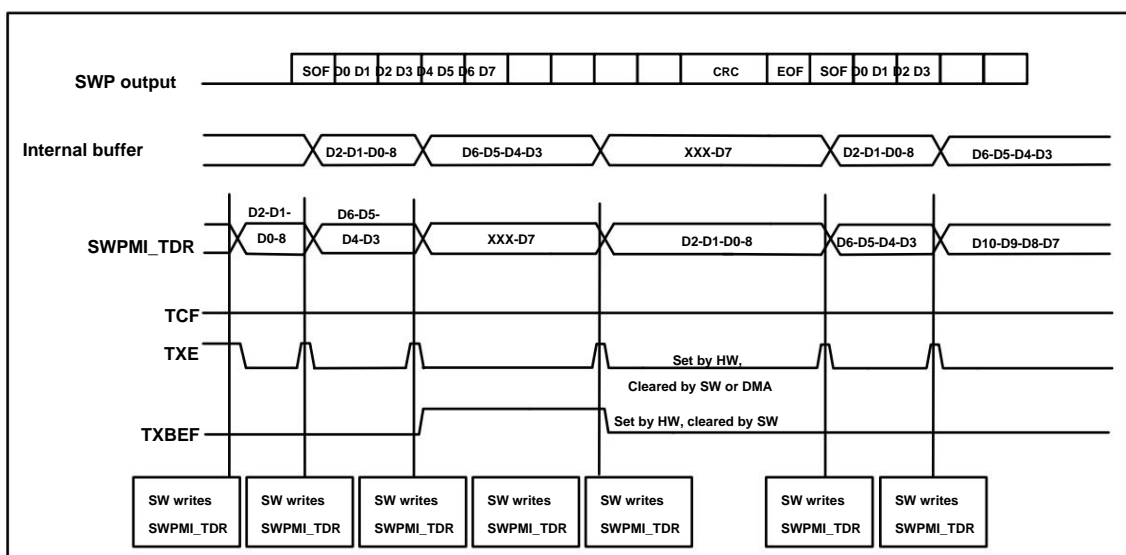 SWP output
SOF D0 D1 D2 D3 D4 D5 D6 D7 CRC EOF SOF D0 D1 D2 D3
Internal buffer
D2-D1-D0-8 D6-D5-D4-D3 XXX-D7 D2-D1-D0-8 D6-D5-D4-D3
SWPMI_TDR
D2-D1-
D0-8
D6-D5-
D4-D3
XXX-D7 D2-D1-D0-8 D6-D5-D4-D3 D10-D9-D8-D7
TCF
TXE
Set by HW,
Cleared by SW or DMA
TXBEF
Set by HW, cleared by SW
SW writes
SWPMI_TDR
SW writes
SWPMI_TDR
SW writes
SWPMI_TDR
SW writes
SWPMI_TDR
SW writes
SWPMI_TDR
SW writes
SWPMI_TDR
SW writes
SWPMI_TDR